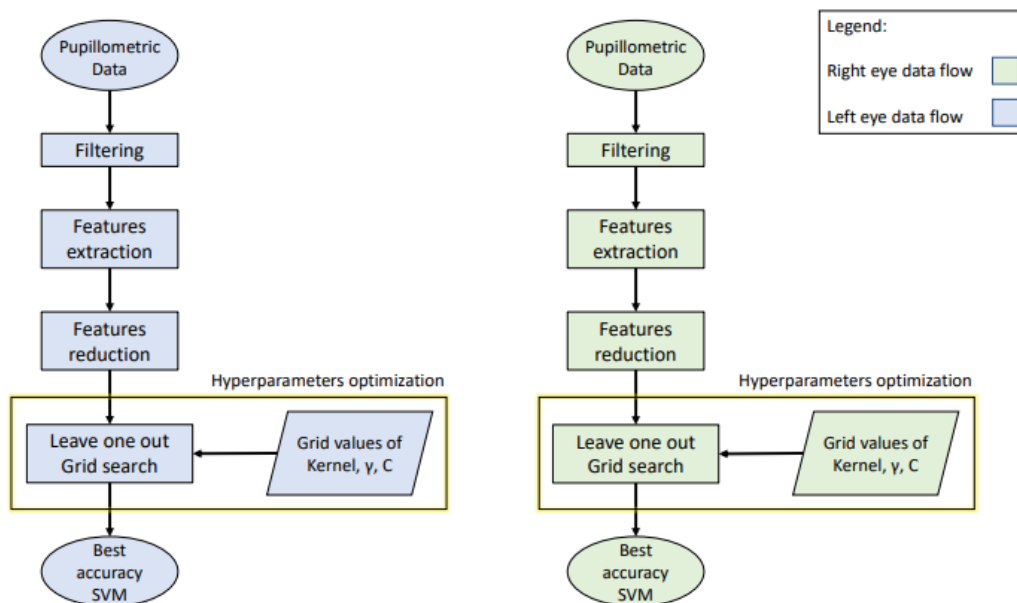 Pupillometric
Data
Filtering
Features
extraction
Features
reduction
Hyperparameters optimization
Leave one out
Grid search
Grid values of
Kernel, γ, C
Best
accuracy
SVM
Pupillometric
Data
Filtering
Features
extraction
Features
reduction
Hyperparameters optimization
Leave one out
Grid search
Grid values of
Kernel, γ, C
Best
accuracy
SVM
Legend:
Right eye data flow
Left eye data flow